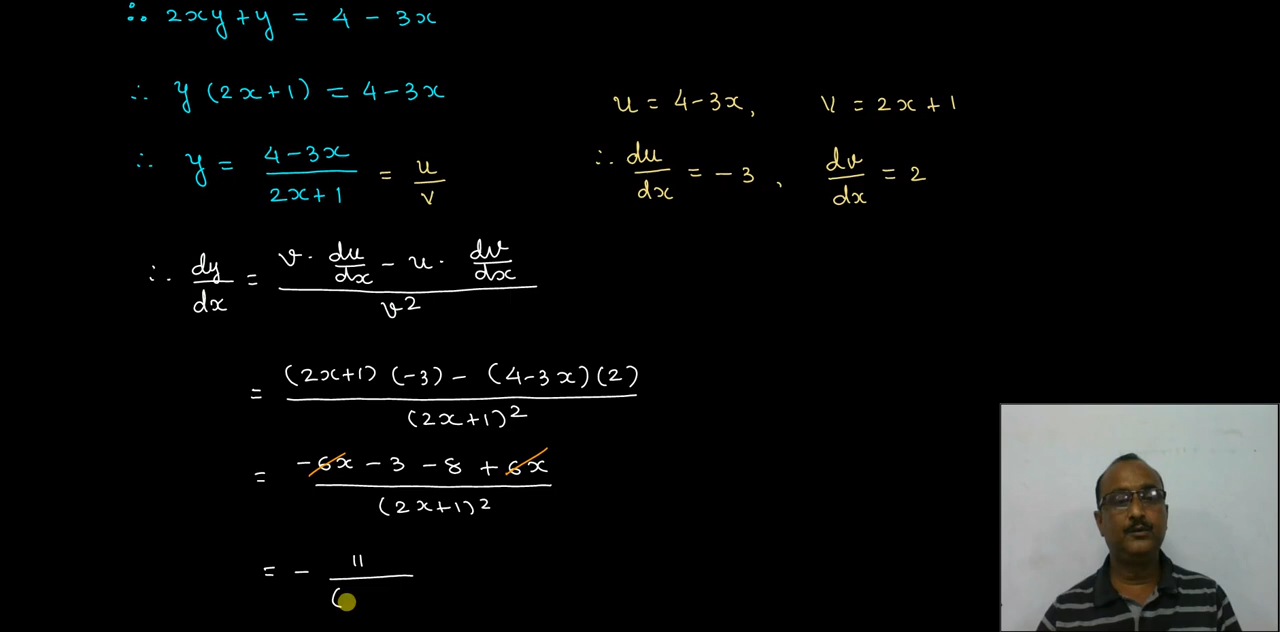 ∴ 2xy + y = 4 - 3x
∴ y (2x+1) = 4 - 3x
u = 4 - 3x, v = 2x + 1
∴ y = (4 - 3x)/(2x + 1) = u/v
∴ du/dx = -3, dv/dx = 2
∴ dy/dx = (v · du/dx - u · dv/dx)/v²
= ((2x+1) (-3) - (4-3x)(2))/(2x+1)²
= (-6x - 3 - 8 + 6x)/(2x+1)²
= - 11/(